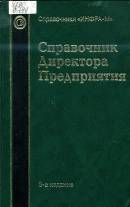 Справочники «ИНФРА-М»
Справочник
Директора
Предприятия
5-е издание